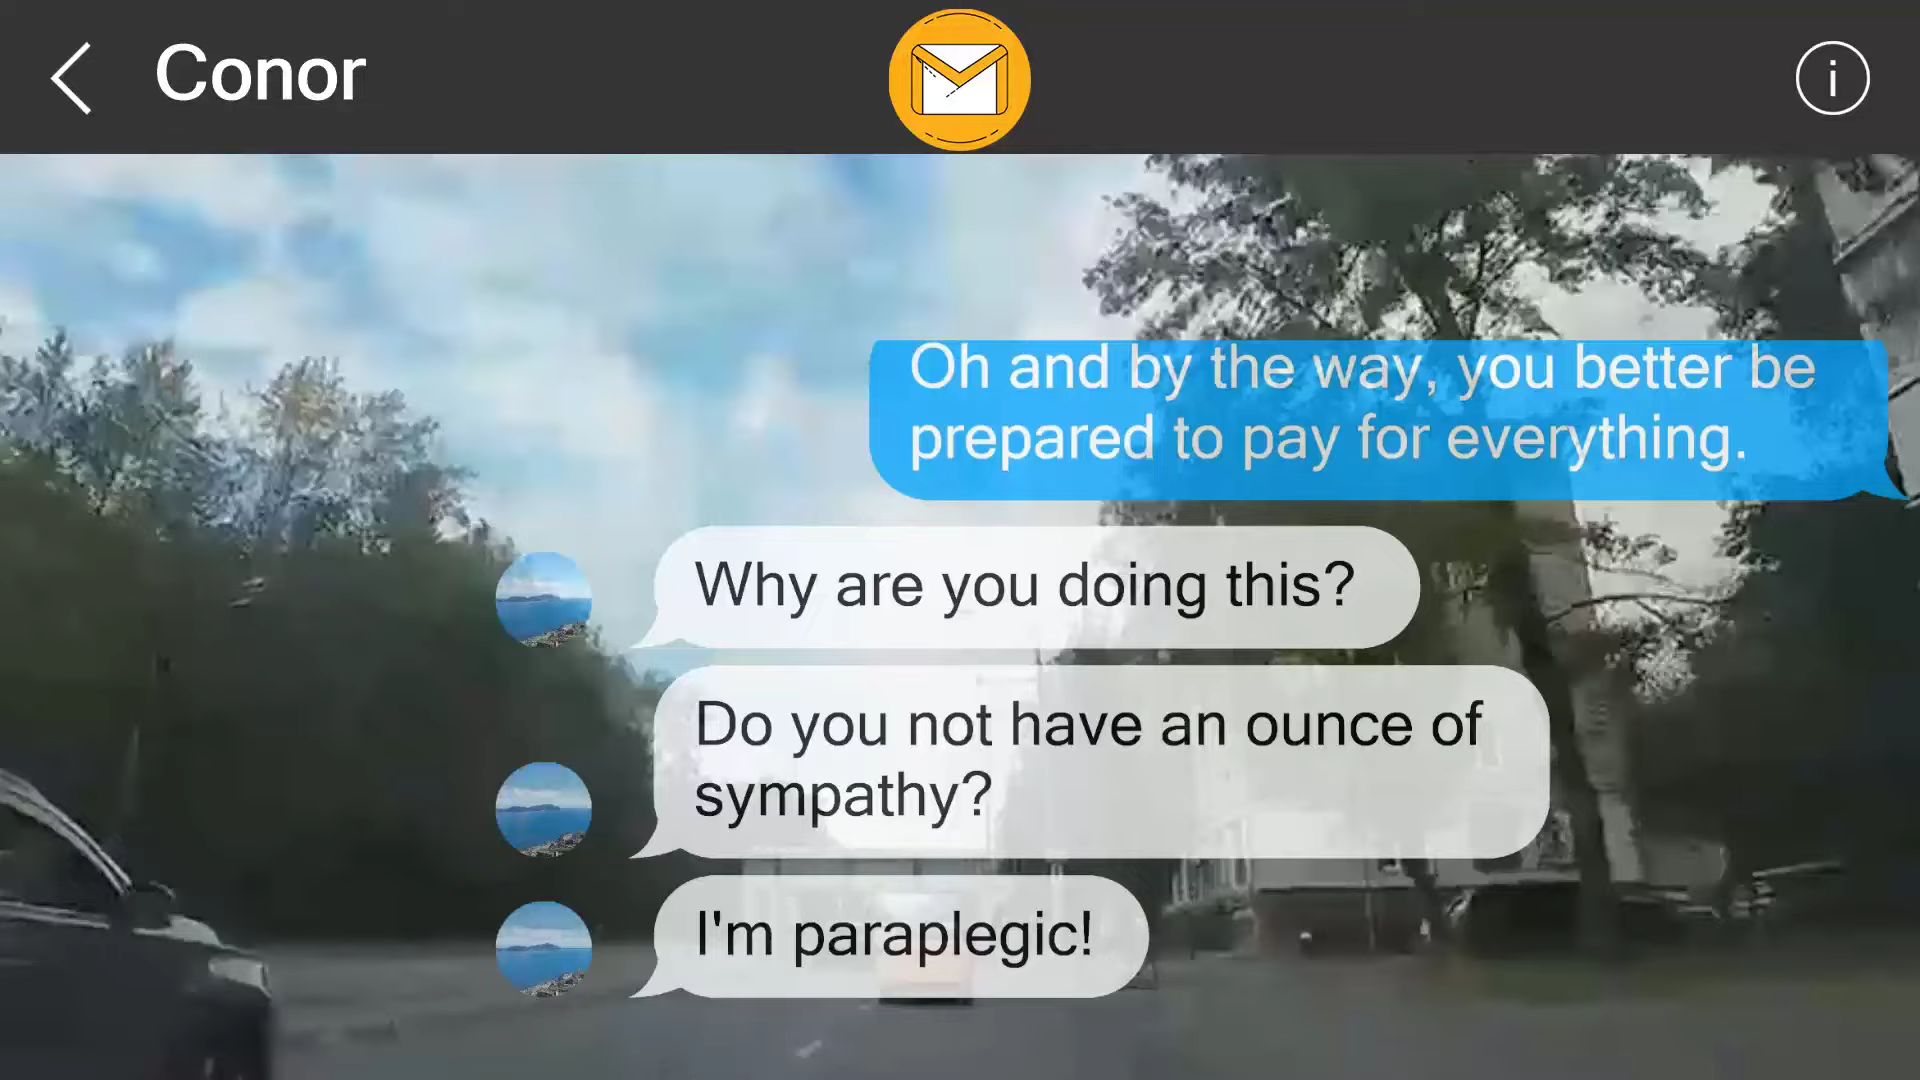 Conor
i
Oh and by the way, you better be
prepared to pay for everything.
Why are you doing this?
Do you not have an ounce of
sympathy?
I'm paraplegic!